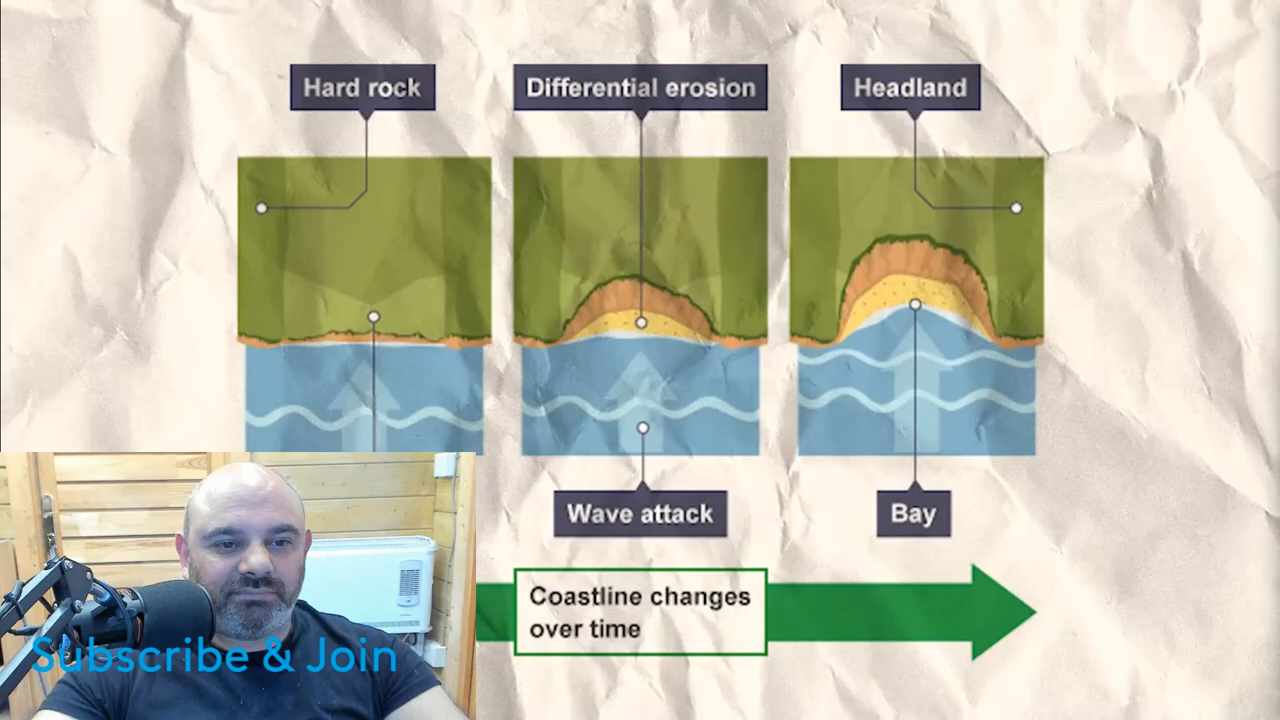 Hard rock
Differential erosion
Headland
Wave attack
Bay
Coastline changes
over time
Subscribe & Join